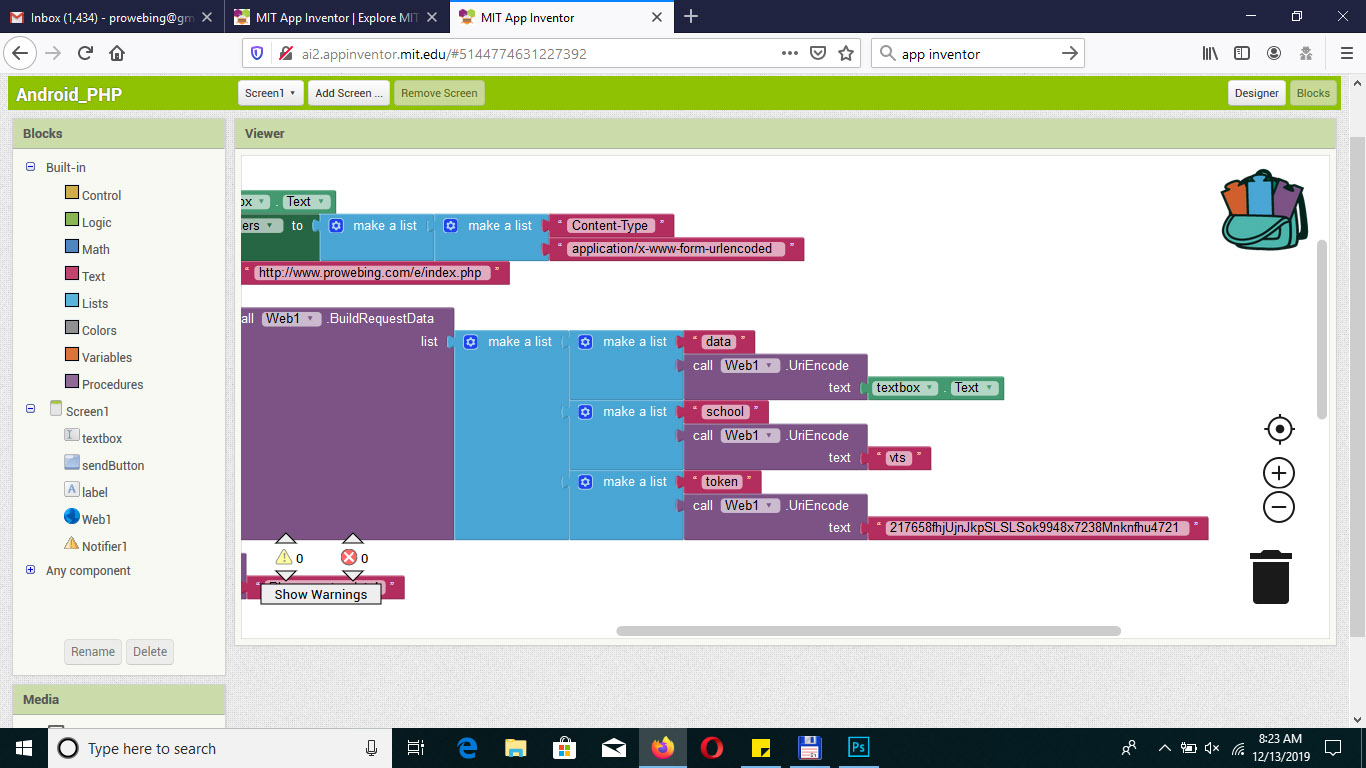 Inbox (1,434) - prowebing@gm
MIT App Inventor | Explore MIT
MIT App Inventor
ai2.appinventor.mit.edu/#5144774631227392
app inventor
Android_PHP
Screen1
Add Screen ...
Remove Screen
Designer
Blocks
Blocks
Viewer
Built-in
Control
Logic
Math
Text
Lists
Colors
Variables
Procedures
Screen1
textbox
sendButton
label
Web1
Notifier1
Any component
Rename
Delete
Media
ox . Text
ders to make a list make a list " Content-Type "
" application/x-www-form-urlencoded "
" http://www.prowebing.com/e/index.php "
all Web1 .BuildRequestData
list make a list make a list " data "
call Web1 .UriEncode
text textbox . Text
make a list " school "
call Web1 .UriEncode
text " vts "
make a list " token "
call Web1 .UriEncode
text " 217658fhjUjnJkpSLSLSok9948x7238Mnknfhu4721 "
0 0
Show Warnings
Type here to search
Ps
8:23 AM
12/13/2019